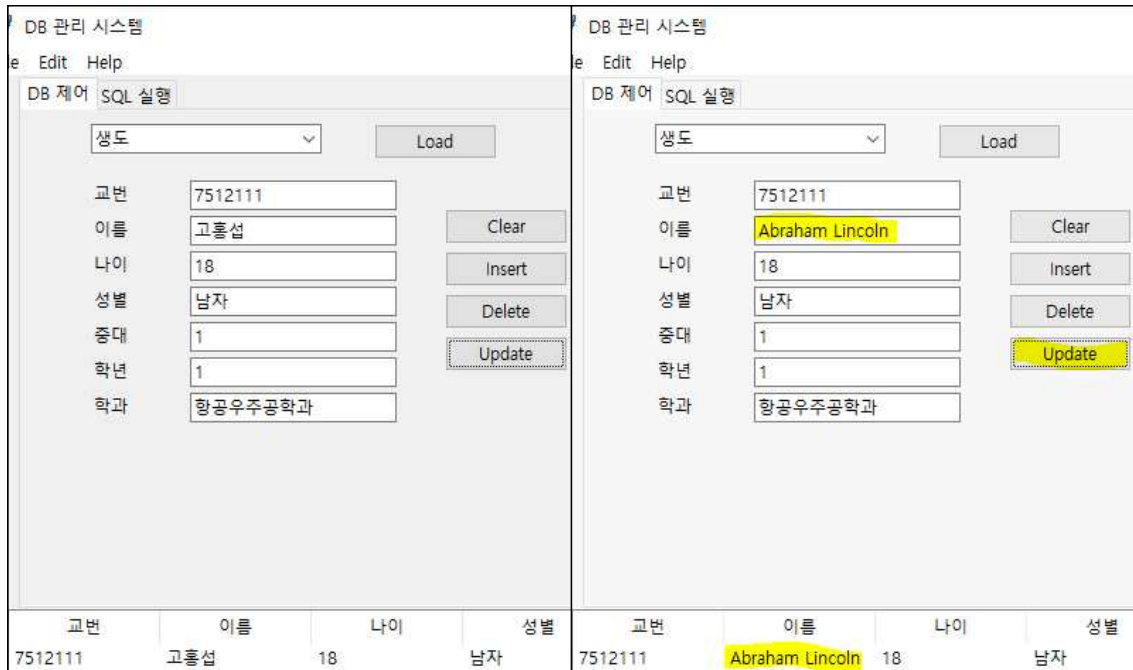 DB 관리 시스템
le Edit Help
DB 제어 SQL 실행
생도 Load
교번 7512111
이름 고홍섭 Clear
나이 18 Insert
성별 남자 Delete
중대 1 Update
학년 1
학과 항공우주공학과
교번 이름 나이 성별
7512111 고홍섭 18 남자
DB 관리 시스템
le Edit Help
DB 제어 SQL 실행
생도 Load
교번 7512111
이름 Abraham Lincoln Clear
나이 18 Insert
성별 남자 Delete
중대 1 Update
학년 1
학과 항공우주공학과
교번 이름 나이 성별
7512111 Abraham Lincoln 18 남자